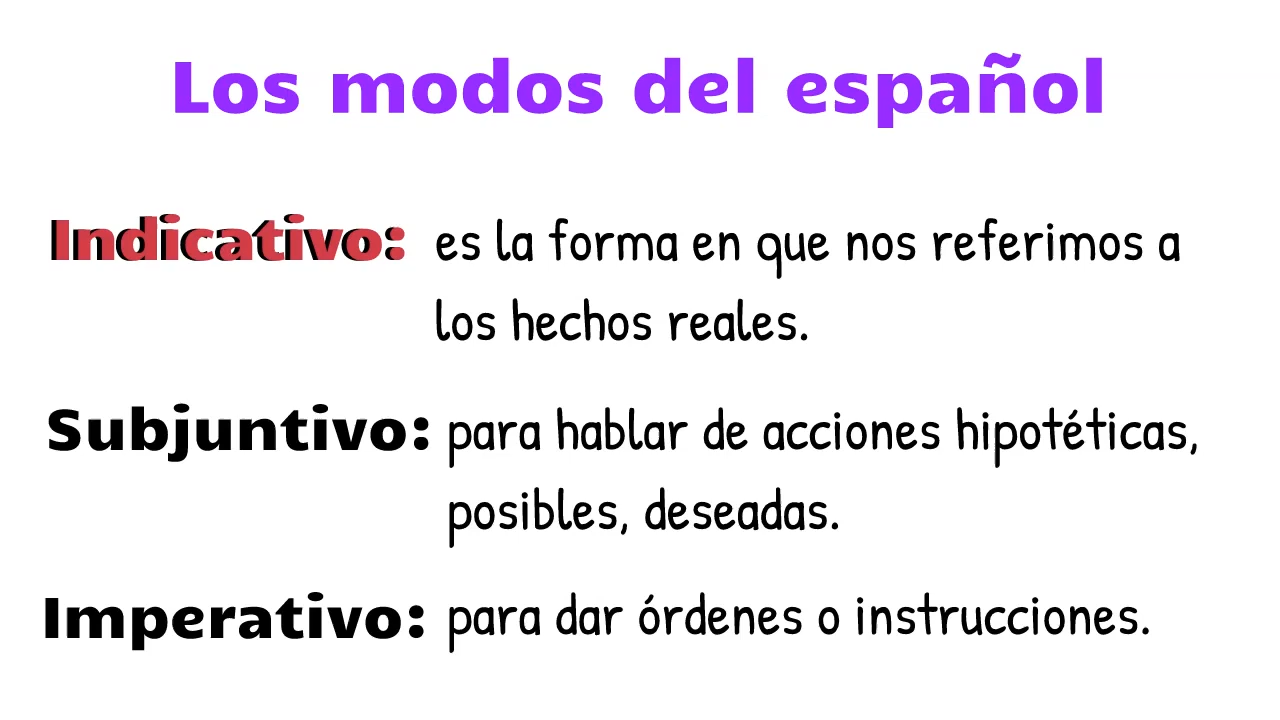 Los modos del español
Indicativo: es la forma en que nos referimos a
los hechos reales.
Subjuntivo: para hablar de acciones hipotéticas,
posibles, deseadas.
Imperativo: para dar órdenes o instrucciones.